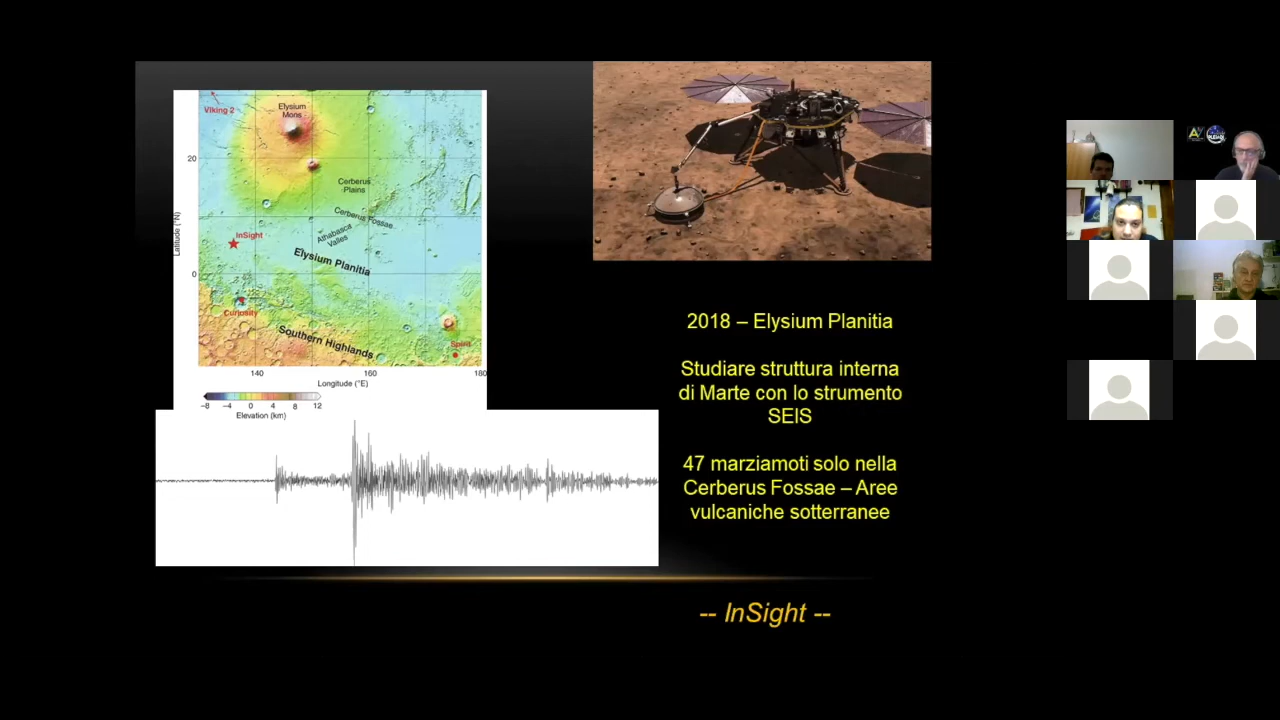 Viking 2
Elysium
Mons
20
Cerberus
Plains
Cerberus Fossae
Athabasca
Valles
InSight
Elysium Planitia
Latitude (°N)
0
Curiosity
Southern Highlands
Spirit
140
160
180
Longitude (°E)
−8 −4 0 4 8 12
Elevation (km)
2018 – Elysium Planitia
Studiare struttura interna
di Marte con lo strumento
SEIS
47 marziamoti solo nella
Cerberus Fossae – Aree
vulcaniche sotterranee
-- InSight --